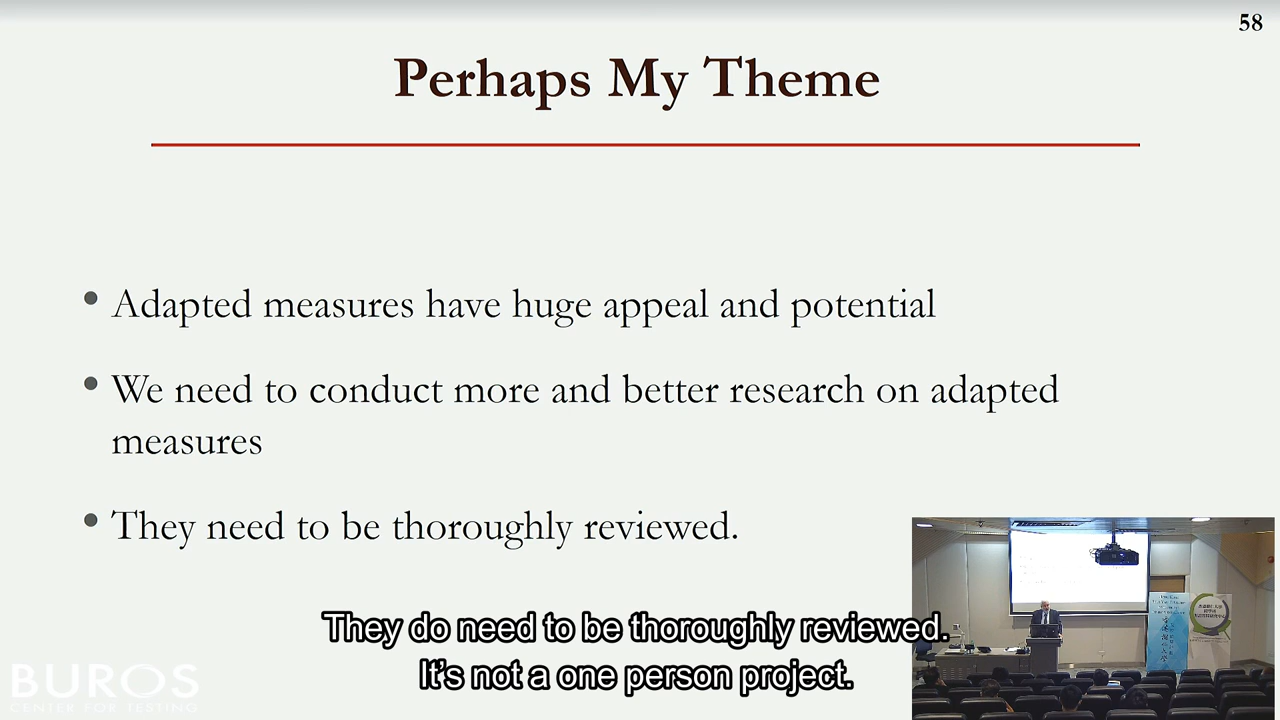 58
Perhaps My Theme
• Adapted measures have huge appeal and potential
• We need to conduct more and better research on adapted
measures
• They need to be thoroughly reviewed.
They do need to be thoroughly reviewed.
It's not a one person project.
BUROS
CENTER FOR TESTING